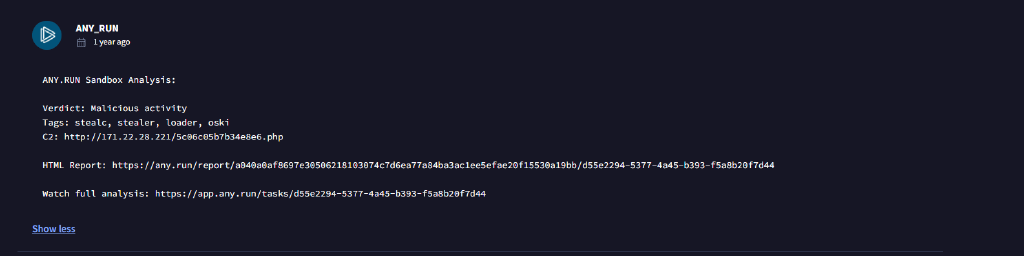 ANY_RUN
1 year ago
ANY.RUN Sandbox Analysis:
Verdict: Malicious activity
Tags: stealc, stealer, loader, oski
C2: http://171.22.28.221/5c06c05b7b34e8e6.php
HTML Report: https://any.run/report/a040a0af8697e30506218103074c7d6ea77a84ba3ac1ee5efae20f15530a19bb/d55e2294-5377-4a45-b393-f5a8b20f7d44
Watch full analysis: https://app.any.run/tasks/d55e2294-5377-4a45-b393-f5a8b20f7d44
Show less